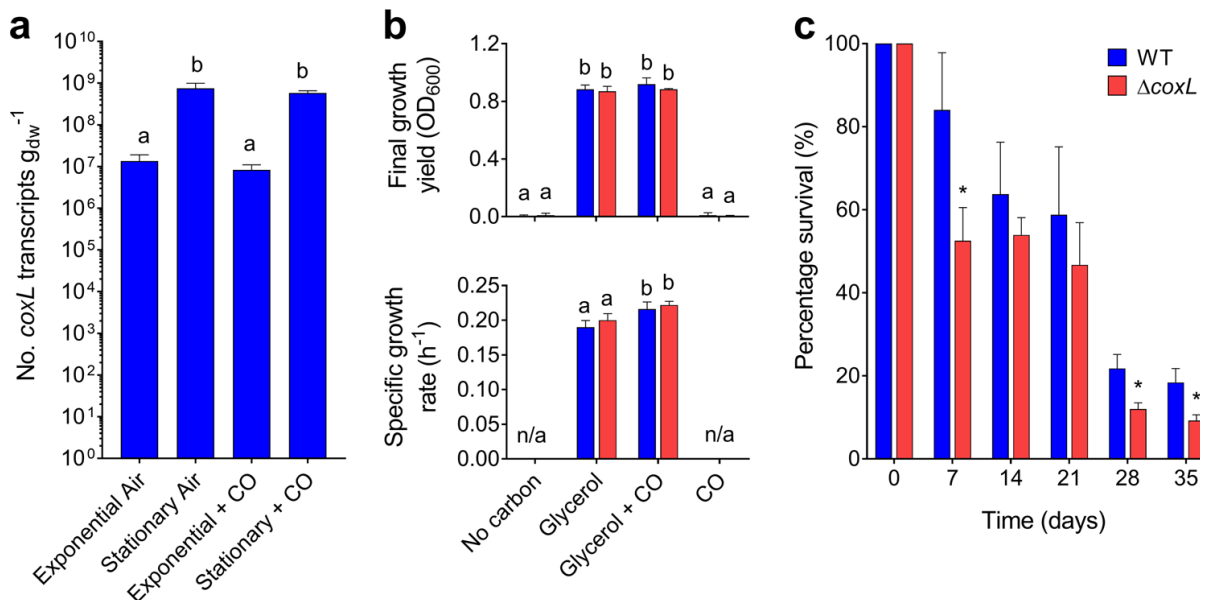 a
No. coxL transcripts g_dw^-1
10^10
10^9
10^8
10^7
10^6
10^5
10^4
10^3
10^2
10^1
10^0
a
b
a
b
Exponential Air
Stationary Air
Exponential + CO
Stationary + CO
b
Final growth
yield (OD_600)
1.2
0.8
0.4
0.0
a a
b b
b b
a a
Specific growth
rate (h^-1)
0.25
0.20
0.15
0.10
0.05
0.00
n/a
a a
b b
n/a
No carbon
Glycerol
Glycerol + CO
CO
c
Percentage survival (%)
100
80
60
40
20
0
WT
ΔcoxL
*
*
*
0 7 14 21 28 35
Time (days)